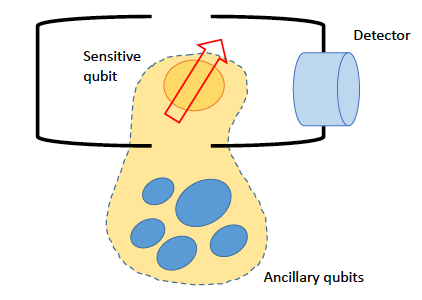 Detector
Sensitive
qubit
Ancillary qubits